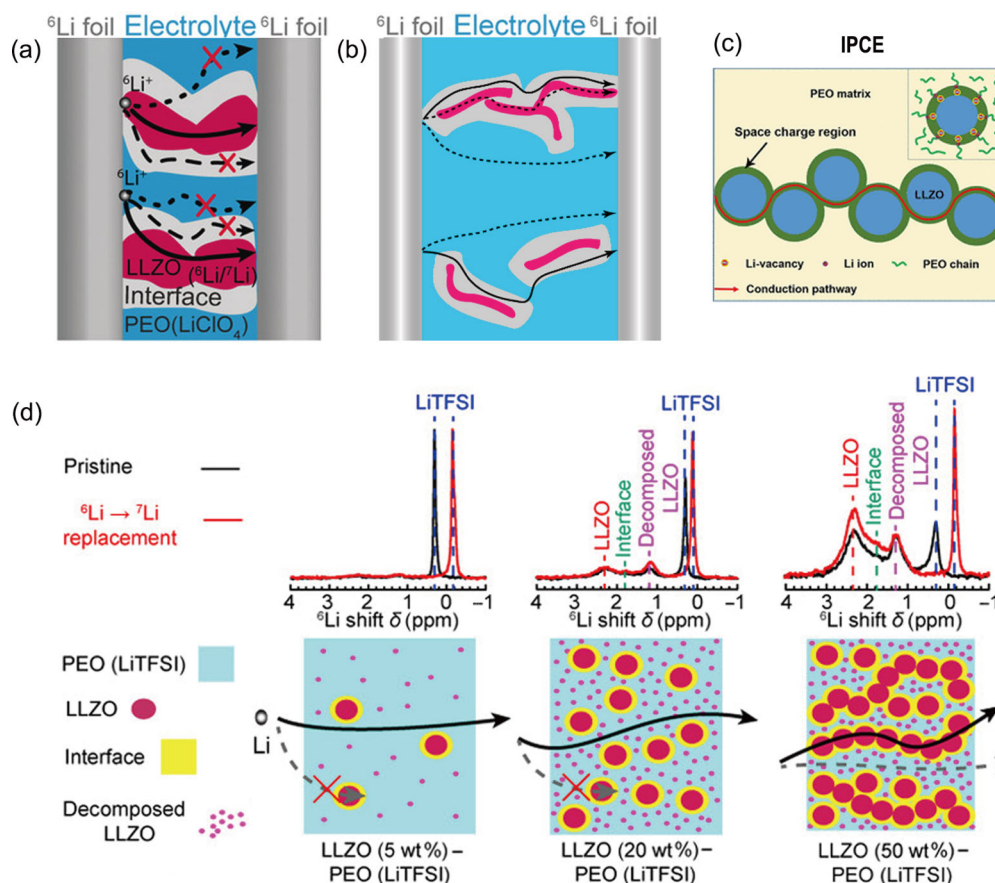 (a)
⁶Li foil Electrolyte ⁶Li foil
⁶Li⁺
⁶Li⁺
LLZO (⁶Li/⁷Li)
Interface
PEO(LiClO₄)
(b)
⁶Li foil Electrolyte ⁶Li foil
(c)
IPCE
PEO matrix
Space charge region
LLZO
Li-vacancy Li ion PEO chain
Conduction pathway
(d)
Pristine
⁶Li → ⁷Li
replacement
LiTFSI
4 3 2 1 0 −1
⁶Li shift δ (ppm)
LLZO
Interface
Decomposed
LLZO
LiTFSI
4 3 2 1 0 −1
⁶Li shift δ (ppm)
LLZO
Interface
Decomposed
LLZO
LiTFSI
4 3 2 1 0 −1
⁶Li shift δ (ppm)
PEO (LiTFSI)
LLZO
Interface
Decomposed
LLZO
Li
LLZO (5 wt%)–
PEO (LiTFSI)
LLZO (20 wt%)–
PEO (LiTFSI)
LLZO (50 wt%)–
PEO (LiTFSI)